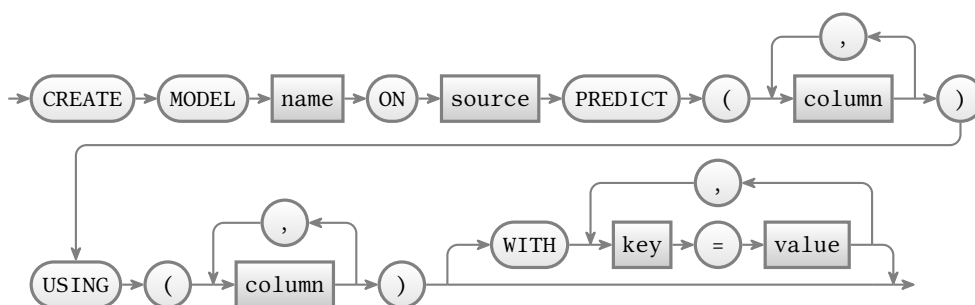 ,
CREATE MODEL name ON source PREDICT ( column )
, ,
WITH key = value
USING ( column )